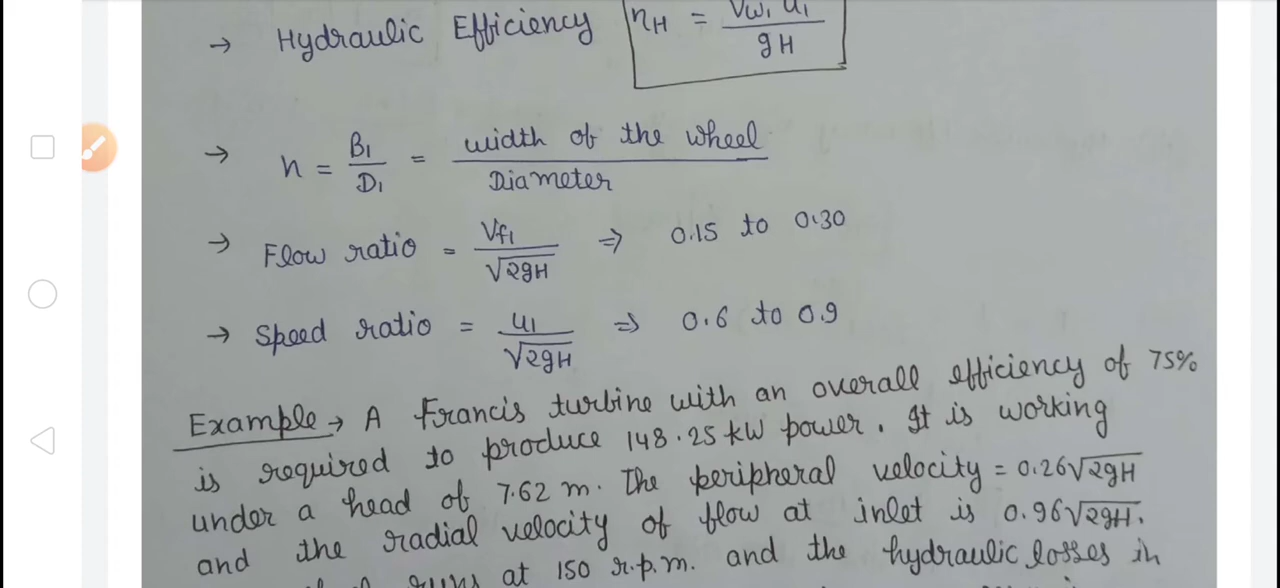 → Hydraulic Efficiency ηH = Vw1 u1 / gH
→ n = B1 / D1 = width of the wheel / Diameter
→ Flow ratio = Vf1 / √2gH ⇒ 0.15 to 0.30
→ Speed ratio = u1 / √2gH ⇒ 0.6 to 0.9
Example → A Francis turbine with an overall efficiency of 75%
is required to produce 148.25 kW power. It is working
under a head of 7.62 m. The peripheral velocity = 0.26√2gH
and the radial velocity of flow at inlet is 0.96√2gH.
runs at 150 r.p.m. and the hydraulic losses in